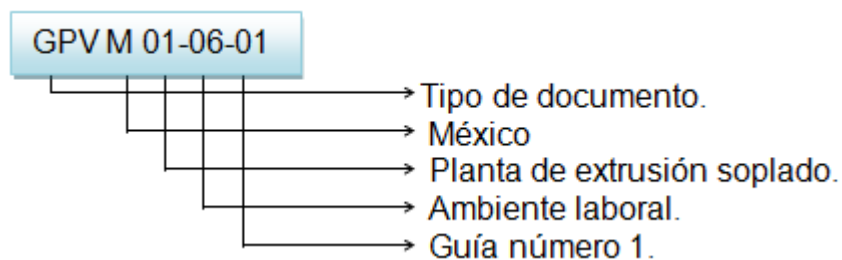 GPV M 01-06-01
Tipo de documento.
México
Planta de extrusión soplado.
Ambiente laboral.
Guía número 1.